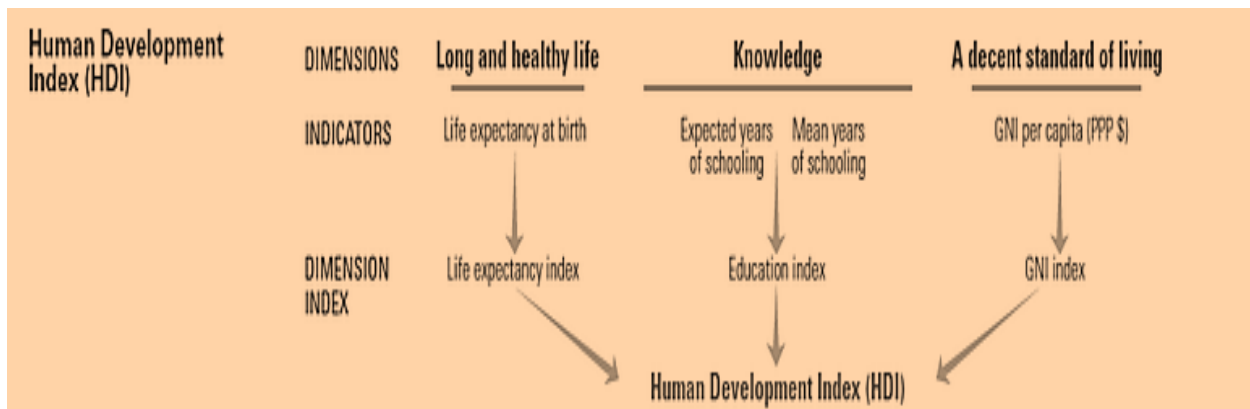 Human Development
Index (HDI)
DIMENSIONS
Long and healthy life
Knowledge
A decent standard of living
INDICATORS
Life expectancy at birth
Expected years
of schooling
Mean years
of schooling
GNI per capita (PPP $)
DIMENSION
INDEX
Life expectancy index
Education index
GNI index
Human Development Index (HDI)